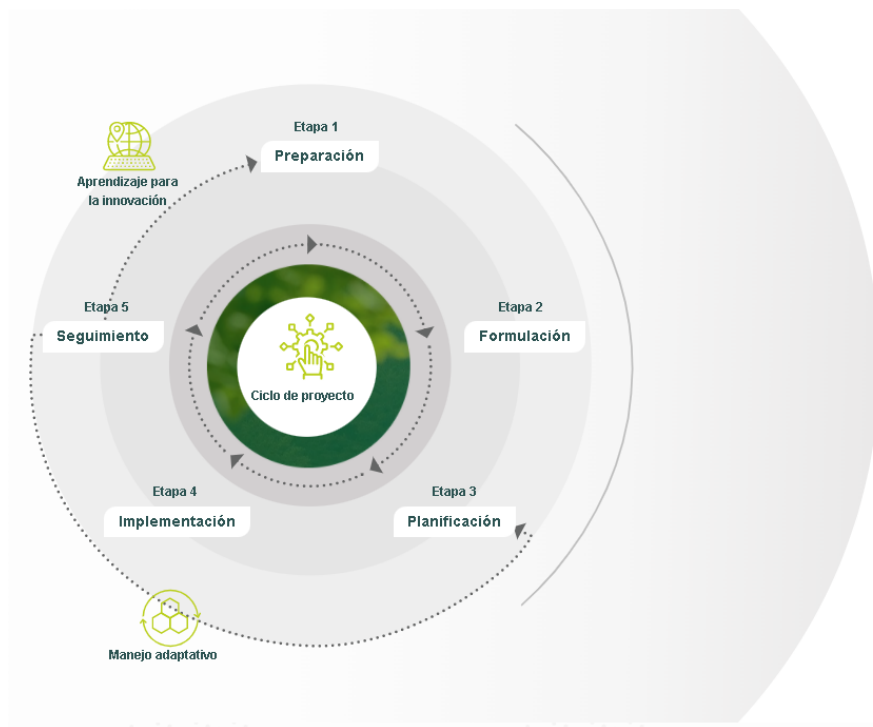 Etapa 1
Preparación
Aprendizaje para
la innovación
Etapa 5
Seguimiento
Etapa 2
Formulación
Ciclo de proyecto
Etapa 4
Implementación
Etapa 3
Planificación
Manejo adaptativo